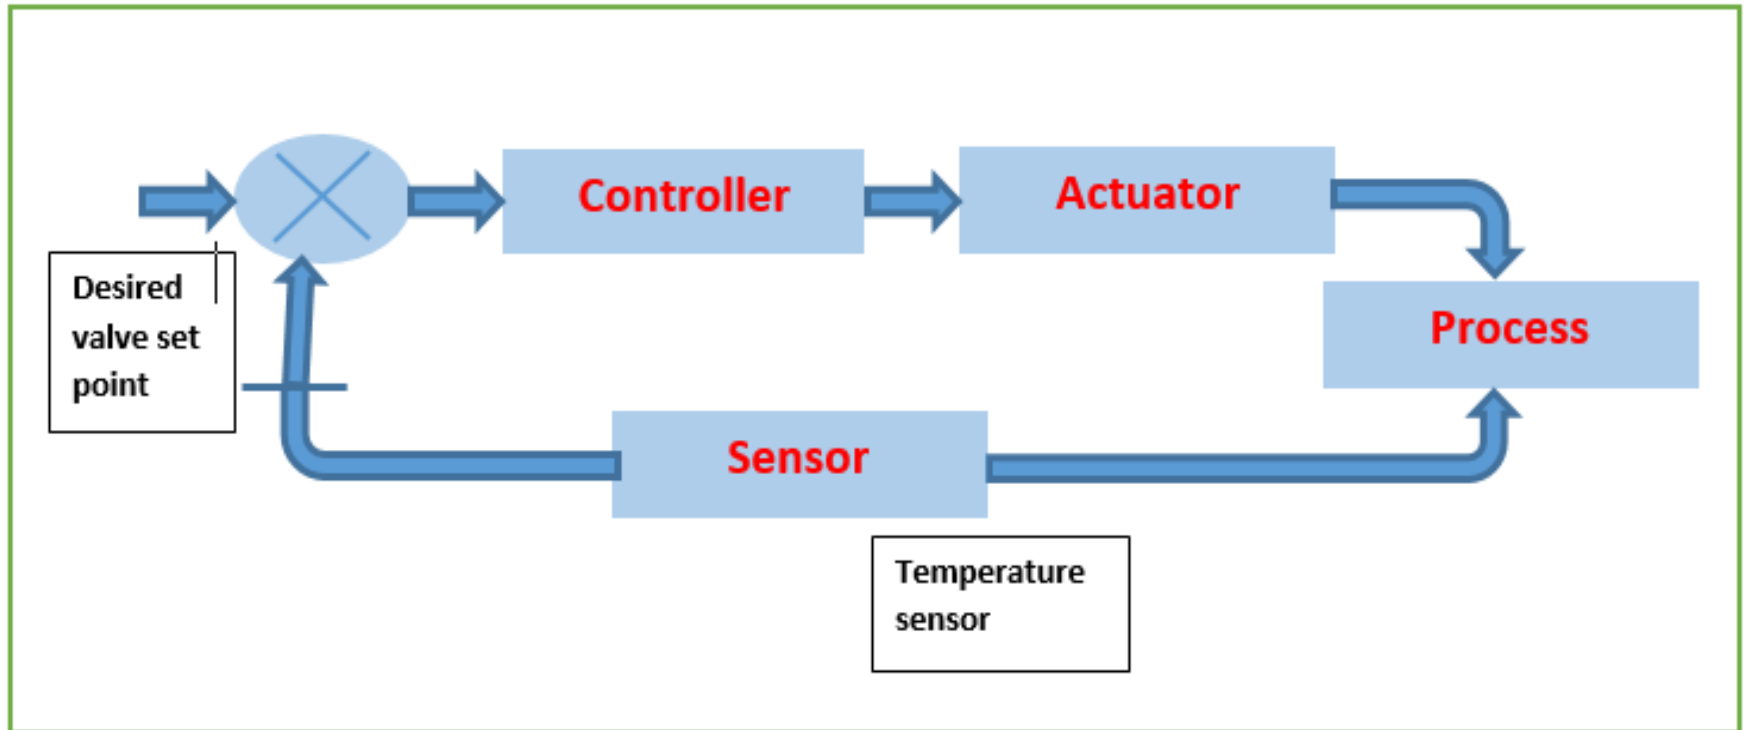 Controller
Actuator
Desired
valve set
point
Process
Sensor
Temperature
sensor